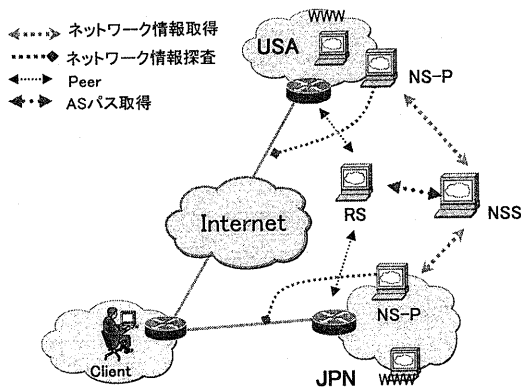 ネットワーク情報取得
ネットワーク情報探査
Peer
ASパス取得
WWW
USA
NS-P
RS
NSS
Internet
NS-P
Client
JPN
WWW